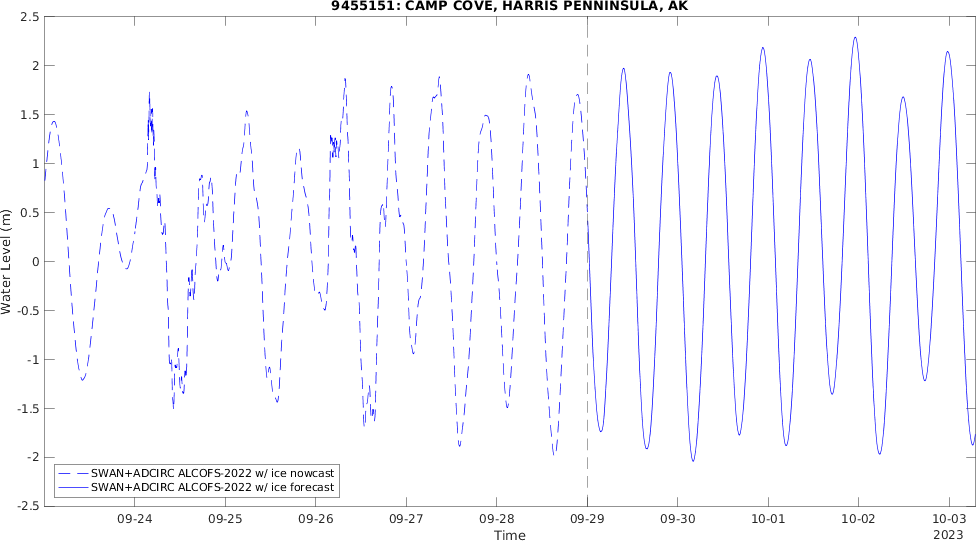 9455151: CAMP COVE, HARRIS PENNINSULA, AK
2.5
2
1.5
1
0.5
0
-0.5
-1
-1.5
-2
-2.5
Water Level (m)
SWAN+ADCIRC ALCOFS-2022 w/ ice nowcast
SWAN+ADCIRC ALCOFS-2022 w/ ice forecast
09-24 09-25 09-26 09-27 09-28 09-29 09-30 10-01 10-02 10-03
Time
2023